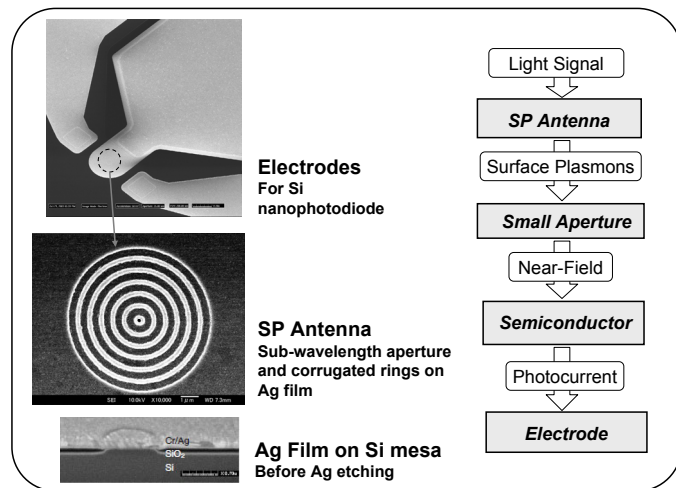 Electrodes
For Si
nanophotodiode
SP Antenna
Sub-wavelength aperture
and corrugated rings on
Ag film
SEI 10.0kV X10,000 1μm WD 7.3mm
Cr/Ag
SiO2
Si
Ag Film on Si mesa
Before Ag etching
Light Signal
SP Antenna
Surface Plasmons
Small Aperture
Near-Field
Semiconductor
Photocurrent
Electrode